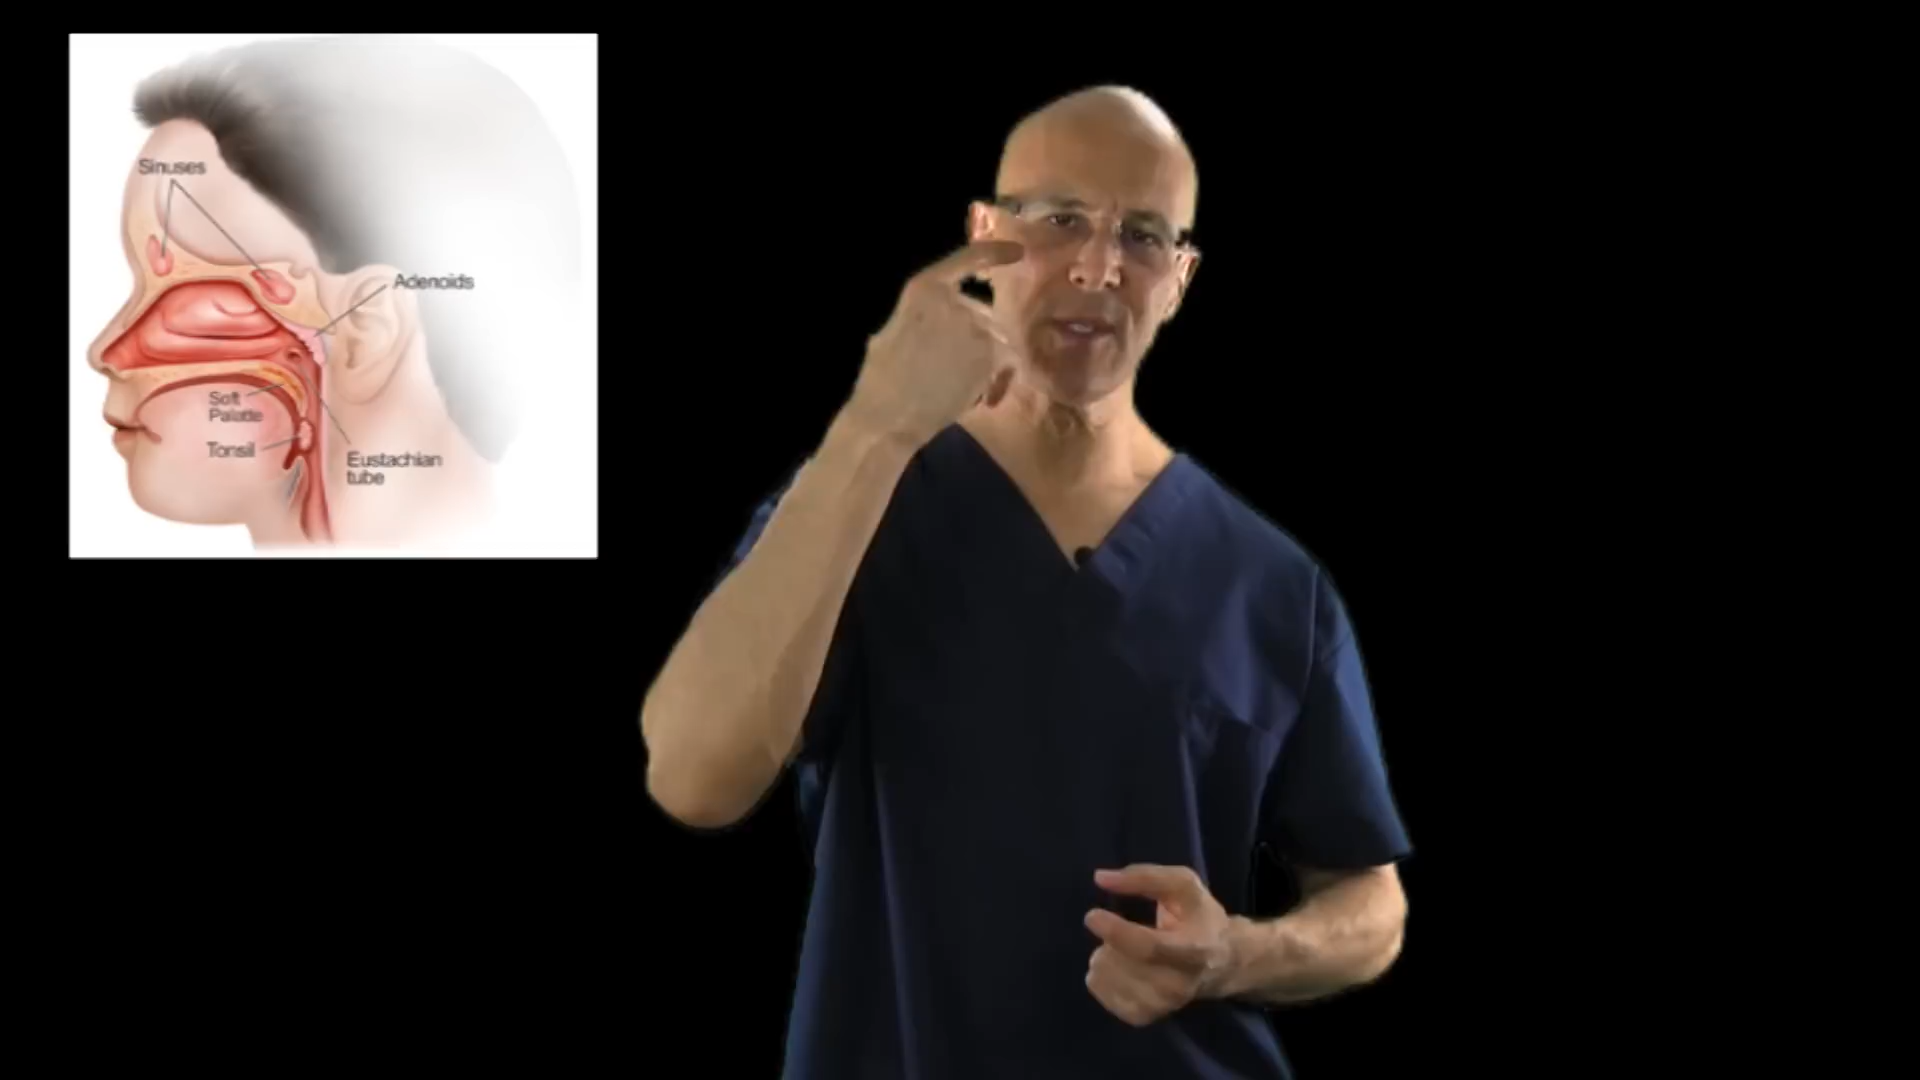 Sinuses
Adenoids
Soft
Palate
Tonsil
Eustachian
tube